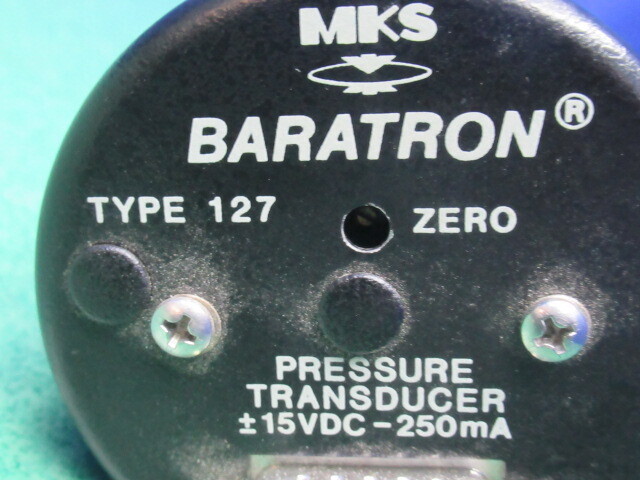 MKS
BARATRON®
TYPE 127
ZERO
PRESSURE
TRANSDUCER
±15VDC-250mA